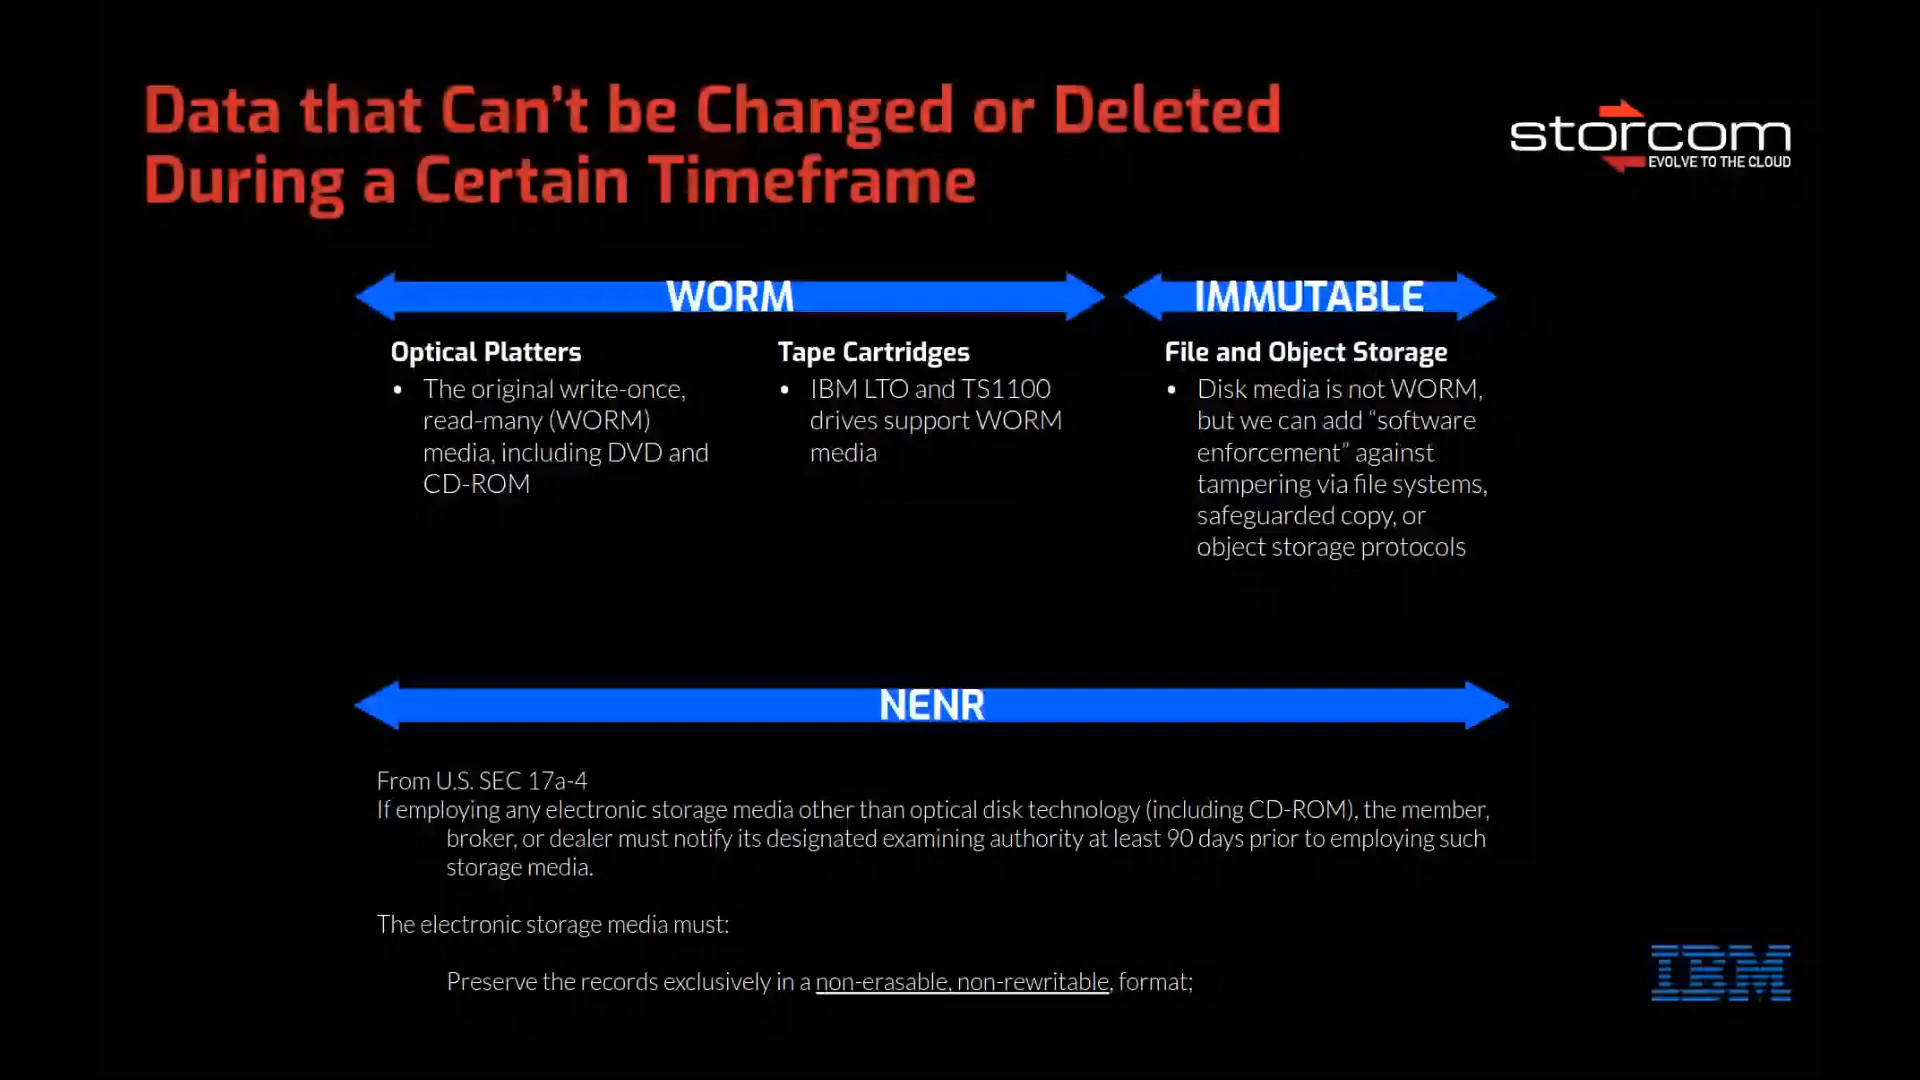 Data that Can't be Changed or Deleted
During a Certain Timeframe
storcom
EVOLVE TO THE CLOUD
WORM
IMMUTABLE
Optical Platters
• The original write-once,
read-many (WORM)
media, including DVD and
CD-ROM
Tape Cartridges
• IBM LTO and TS1100
drives support WORM
media
File and Object Storage
• Disk media is not WORM,
but we can add “software
enforcement” against
tampering via file systems,
safeguarded copy, or
object storage protocols
NENR
From U.S. SEC 17a-4
If employing any electronic storage media other than optical disk technology (including CD-ROM), the member,
broker, or dealer must notify its designated examining authority at least 90 days prior to employing such
storage media.
The electronic storage media must:
Preserve the records exclusively in a non-erasable, non-rewritable, format;
IBM